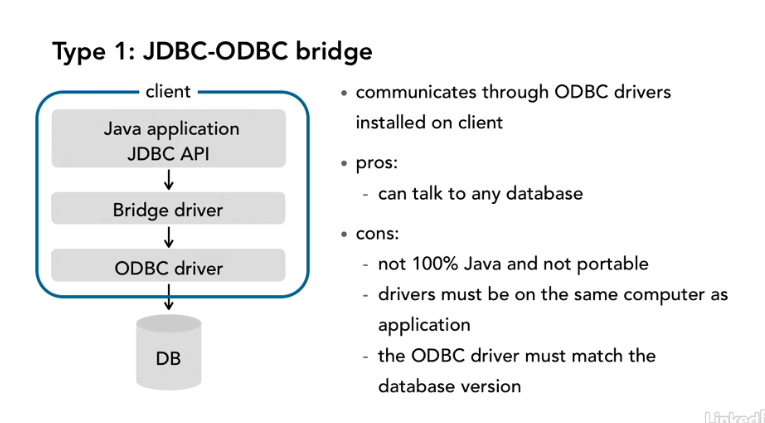 Type 1: JDBC-ODBC bridge
client
Java application
JDBC API
Bridge driver
ODBC driver
DB
• communicates through ODBC drivers
installed on client
• pros:
- can talk to any database
• cons:
- not 100% Java and not portable
- drivers must be on the same computer as
application
- the ODBC driver must match the
database version